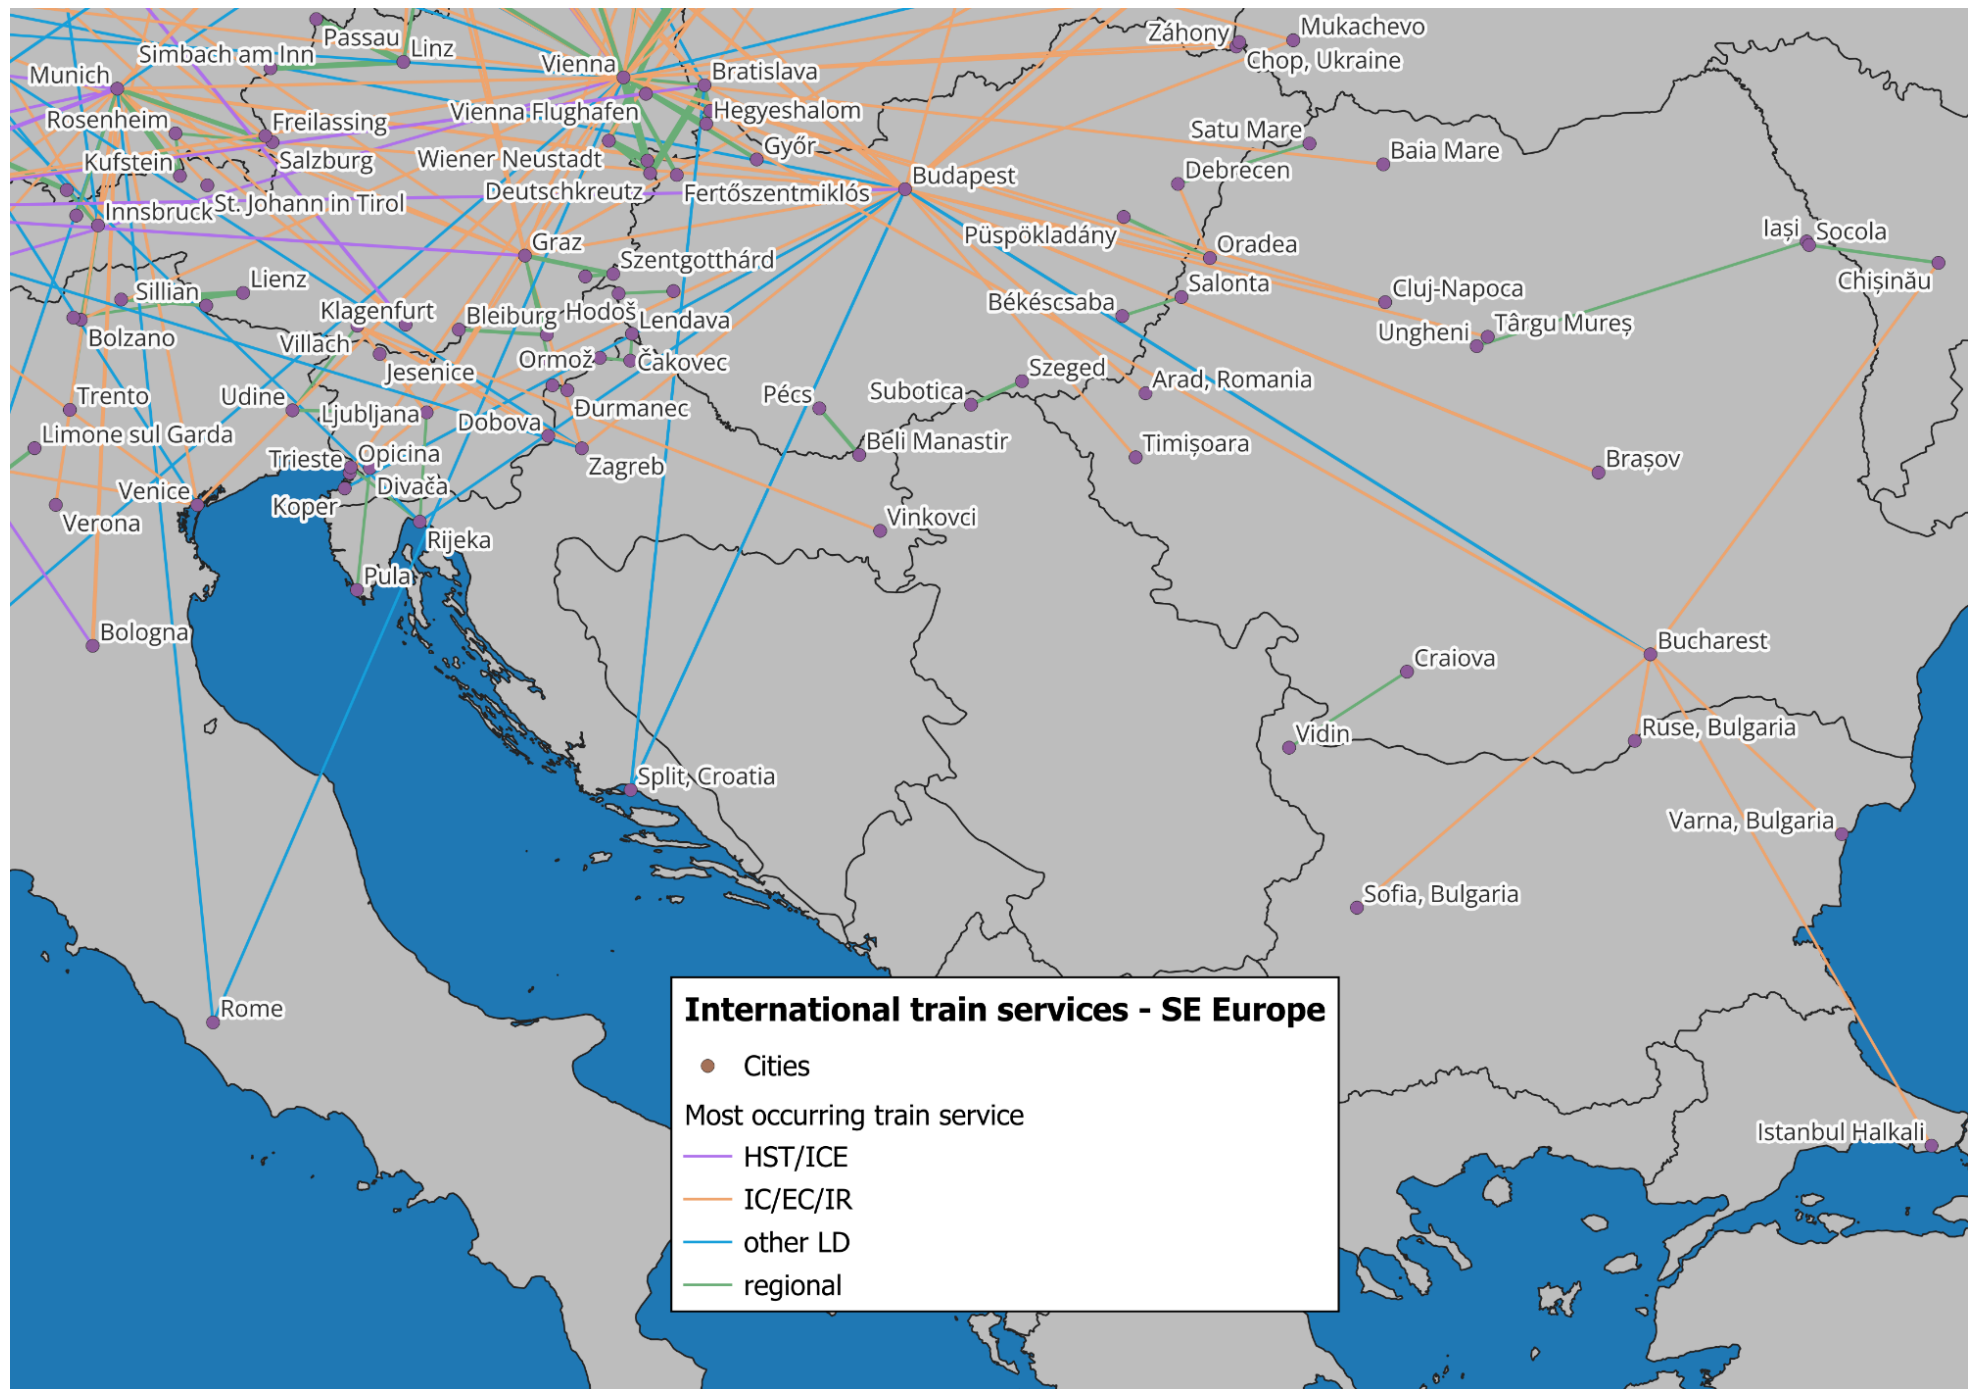 Passau
Linz
Simbach am Inn
Munich
Vienna
Bratislava
Záhony
Mukachevo
Chop, Ukraine
Rosenheim
Freilassing
Vienna Flughafen
Hegyeshalom
Győr
Satu Mare
Baia Mare
Kufstein
Salzburg
Wiener Neustadt
Debrecen
Deutschkreutz
Fertőszentmiklós
Budapest
Innsbruck
St. Johann in Tirol
Püspökladány
Oradea
Iași
Socola
Chișinău
Graz
Szentgotthárd
Sillian
Lienz
Klagenfurt
Bleiburg
Hodoš
Lendava
Békéscsaba
Salonta
Cluj-Napoca
Ungheni
Târgu Mureș
Bolzano
Villach
Jesenice
Ormož
Čakovec
Trento
Udine
Ljubljana
Đurmanec
Pécs
Subotica
Szeged
Arad, Romania
Limone sul Garda
Dobova
Zagreb
Beli Manastir
Timișoara
Brașov
Trieste
Opicina
Divača
Venice
Koper
Verona
Vinkovci
Rijeka
Pula
Bologna
Bucharest
Craiova
Vidin
Ruse, Bulgaria
Split, Croatia
Varna, Bulgaria
Sofia, Bulgaria
Rome
Istanbul Halkali
International train services - SE Europe
Cities
Most occurring train service
HST/ICE
IC/EC/IR
other LD
regional